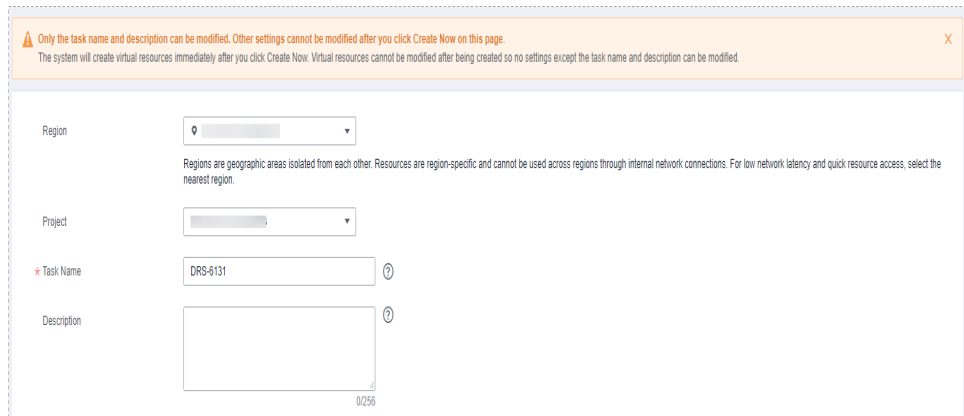 Only the task name and description can be modified. Other settings cannot be modified after you click Create Now on this page.
The system will create virtual resources immediately after you click Create Now. Virtual resources cannot be modified after being created so no settings except the task name and description can be modified.
Region
Regions are geographic areas isolated from each other. Resources are region-specific and cannot be used across regions through internal network connections. For low network latency and quick resource access, select the
nearest region.
Project
* Task Name
DRS-6131
Description
0/256